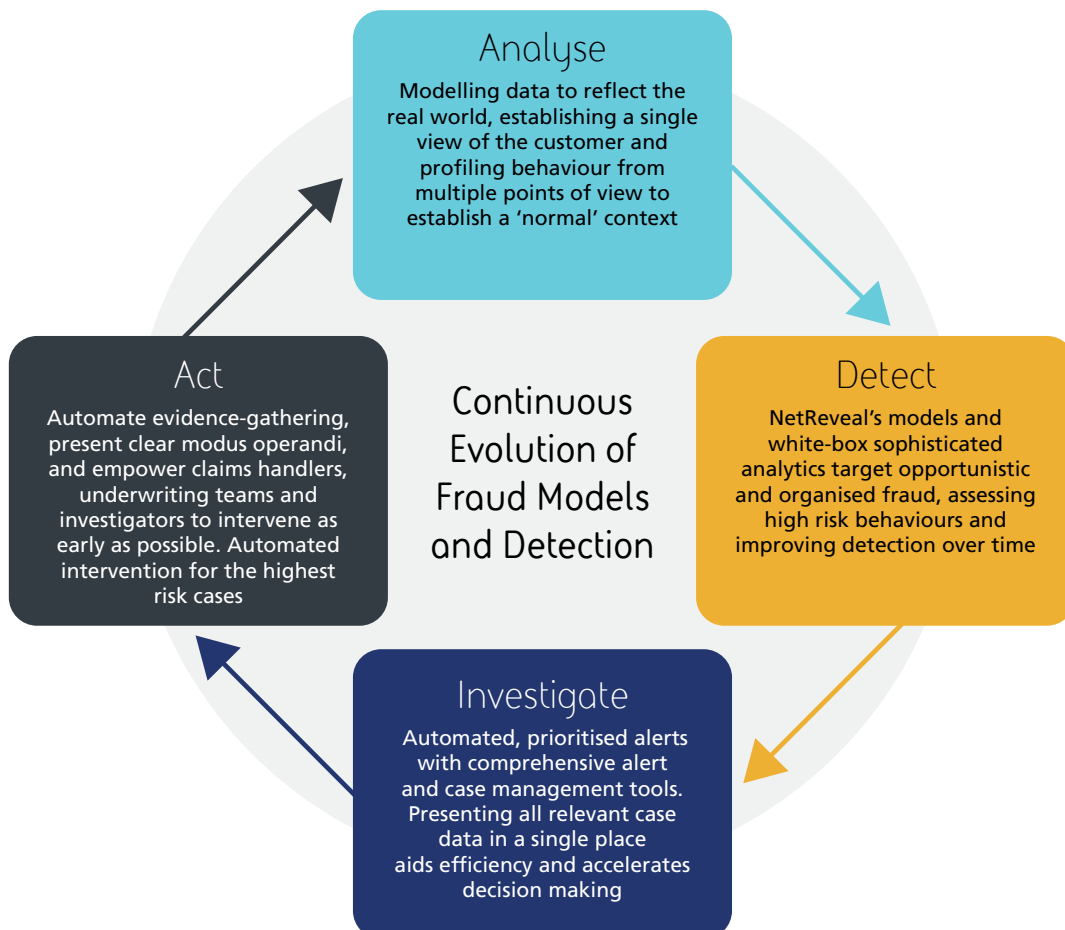 Analyse
Modelling data to reflect the
real world, establishing a single
view of the customer and
profiling behaviour from
multiple points of view to
establish a ‘normal’ context
Act
Automate evidence-gathering,
present clear modus operandi,
and empower claims handlers,
underwriting teams and
investigators to intervene as
early as possible. Automated
intervention for the highest
risk cases
Continuous
Evolution of
Fraud Models
and Detection
Detect
NetReveal’s models and
white-box sophisticated
analytics target opportunistic
and organised fraud, assessing
high risk behaviours and
improving detection over time
Investigate
Automated, prioritised alerts
with comprehensive alert
and case management tools.
Presenting all relevant case
data in a single place
aids efficiency and accelerates
decision making